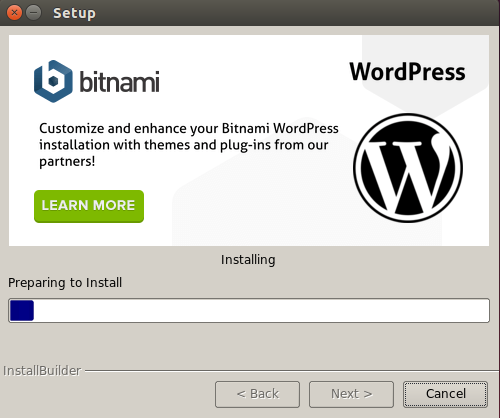 Setup
bitnami
WordPress
Customize and enhance your Bitnami WordPress
installation with themes and plug-ins from our
partners!
LEARN MORE
Installing
Preparing to Install
InstallBuilder
< Back
Next >
Cancel